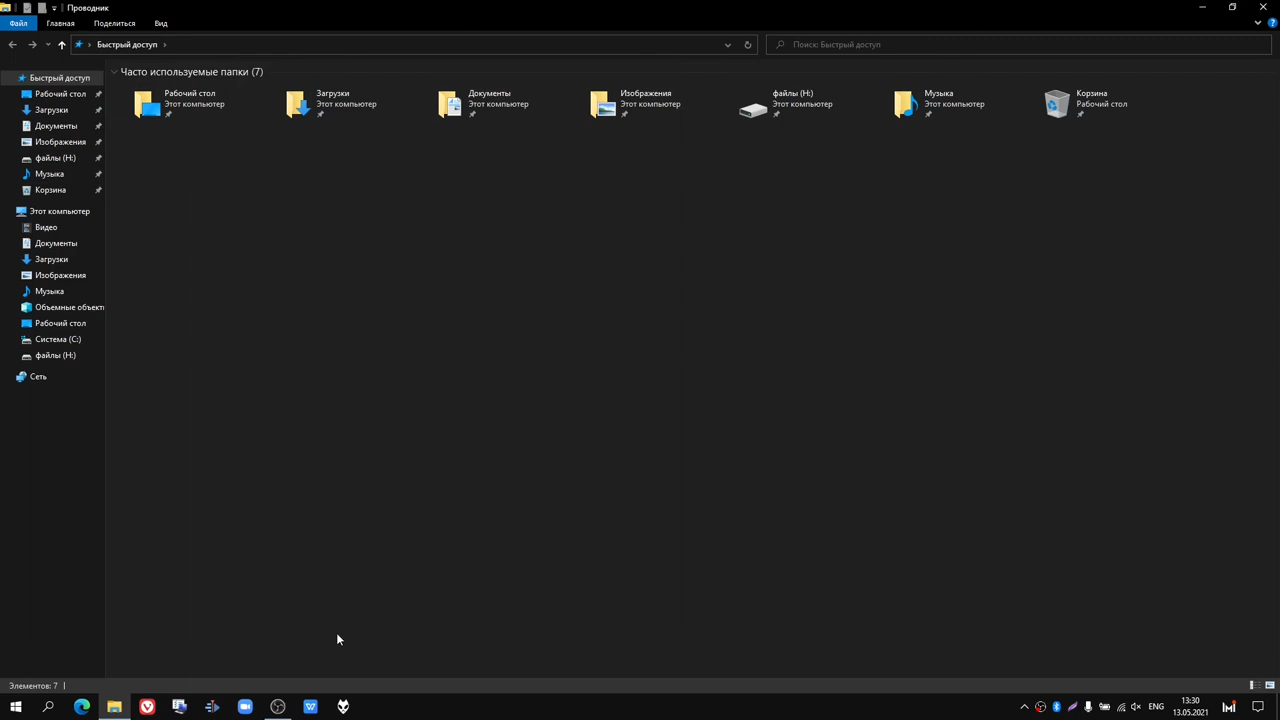 Проводник
Файл
Главная
Поделиться
Вид
Быстрый доступ
Поиск: Быстрый доступ
Быстрый доступ
Рабочий стол
Загрузки
Документы
Изображения
файлы (H:)
Музыка
Корзина
Этот компьютер
Видео
Документы
Загрузки
Изображения
Музыка
Объемные объект
Рабочий стол
Система (C:)
файлы (H:)
Сеть
Часто используемые папки (7)
Рабочий стол
Этот компьютер
Загрузки
Этот компьютер
Документы
Этот компьютер
Изображения
Этот компьютер
файлы (H:)
Этот компьютер
Музыка
Этот компьютер
Корзина
Рабочий стол
Элементов: 7
ENG
13:30
13.05.2021